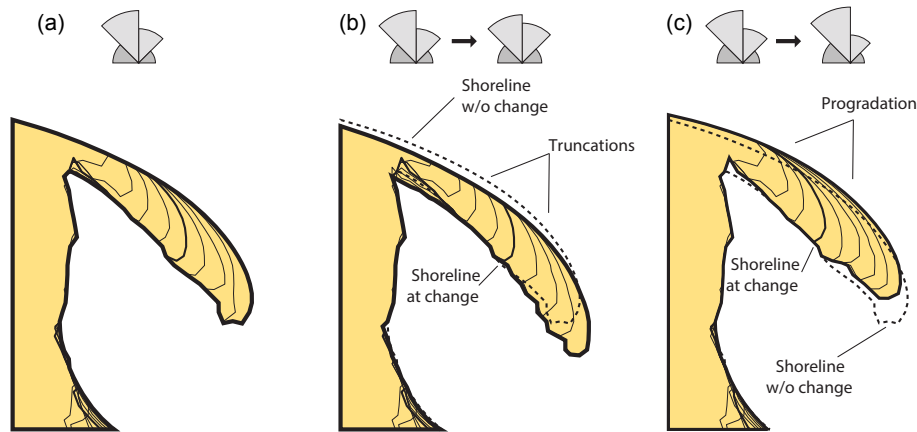 (a)
(b)
(c)
Shoreline
w/o change
Truncations
Shoreline
at change
Progradation
Shoreline
at change
Shoreline
w/o change